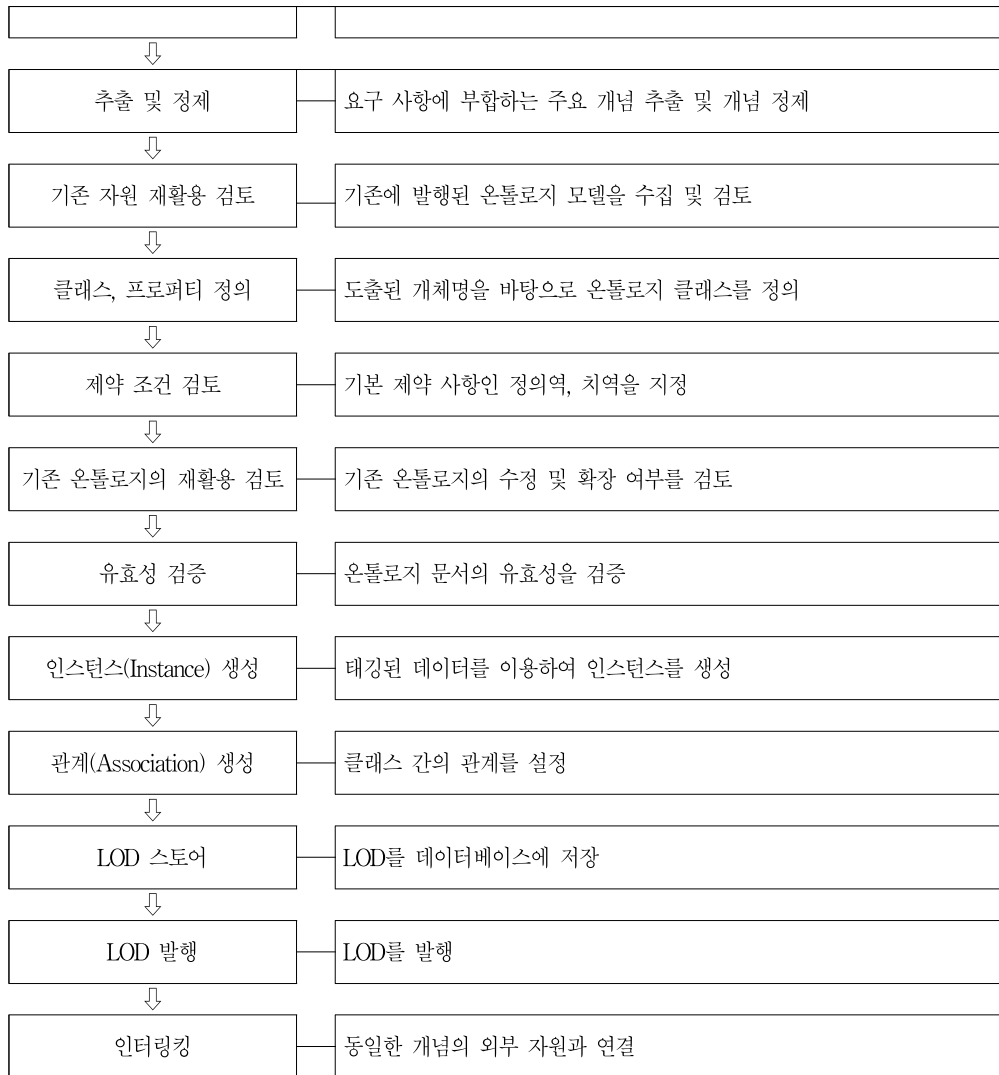 추출 및 정제
요구 사항에 부합하는 주요 개념 추출 및 개념 정제
기존 자원 재활용 검토
기존에 발행된 온톨로지 모델을 수집 및 검토
클래스, 프로퍼티 정의
도출된 개체명을 바탕으로 온톨로지 클래스를 정의
제약 조건 검토
기본 제약 사항인 정의역, 치역을 지정
기존 온톨로지의 재활용 검토
기존 온톨로지의 수정 및 확장 여부를 검토
유효성 검증
온톨로지 문서의 유효성을 검증
인스턴스(Instance) 생성
태깅된 데이터를 이용하여 인스턴스를 생성
관계(Association) 생성
클래스 간의 관계를 설정
LOD 스토어
LOD를 데이터베이스에 저장
LOD 발행
LOD를 발행
인터링킹
동일한 개념의 외부 자원과 연결